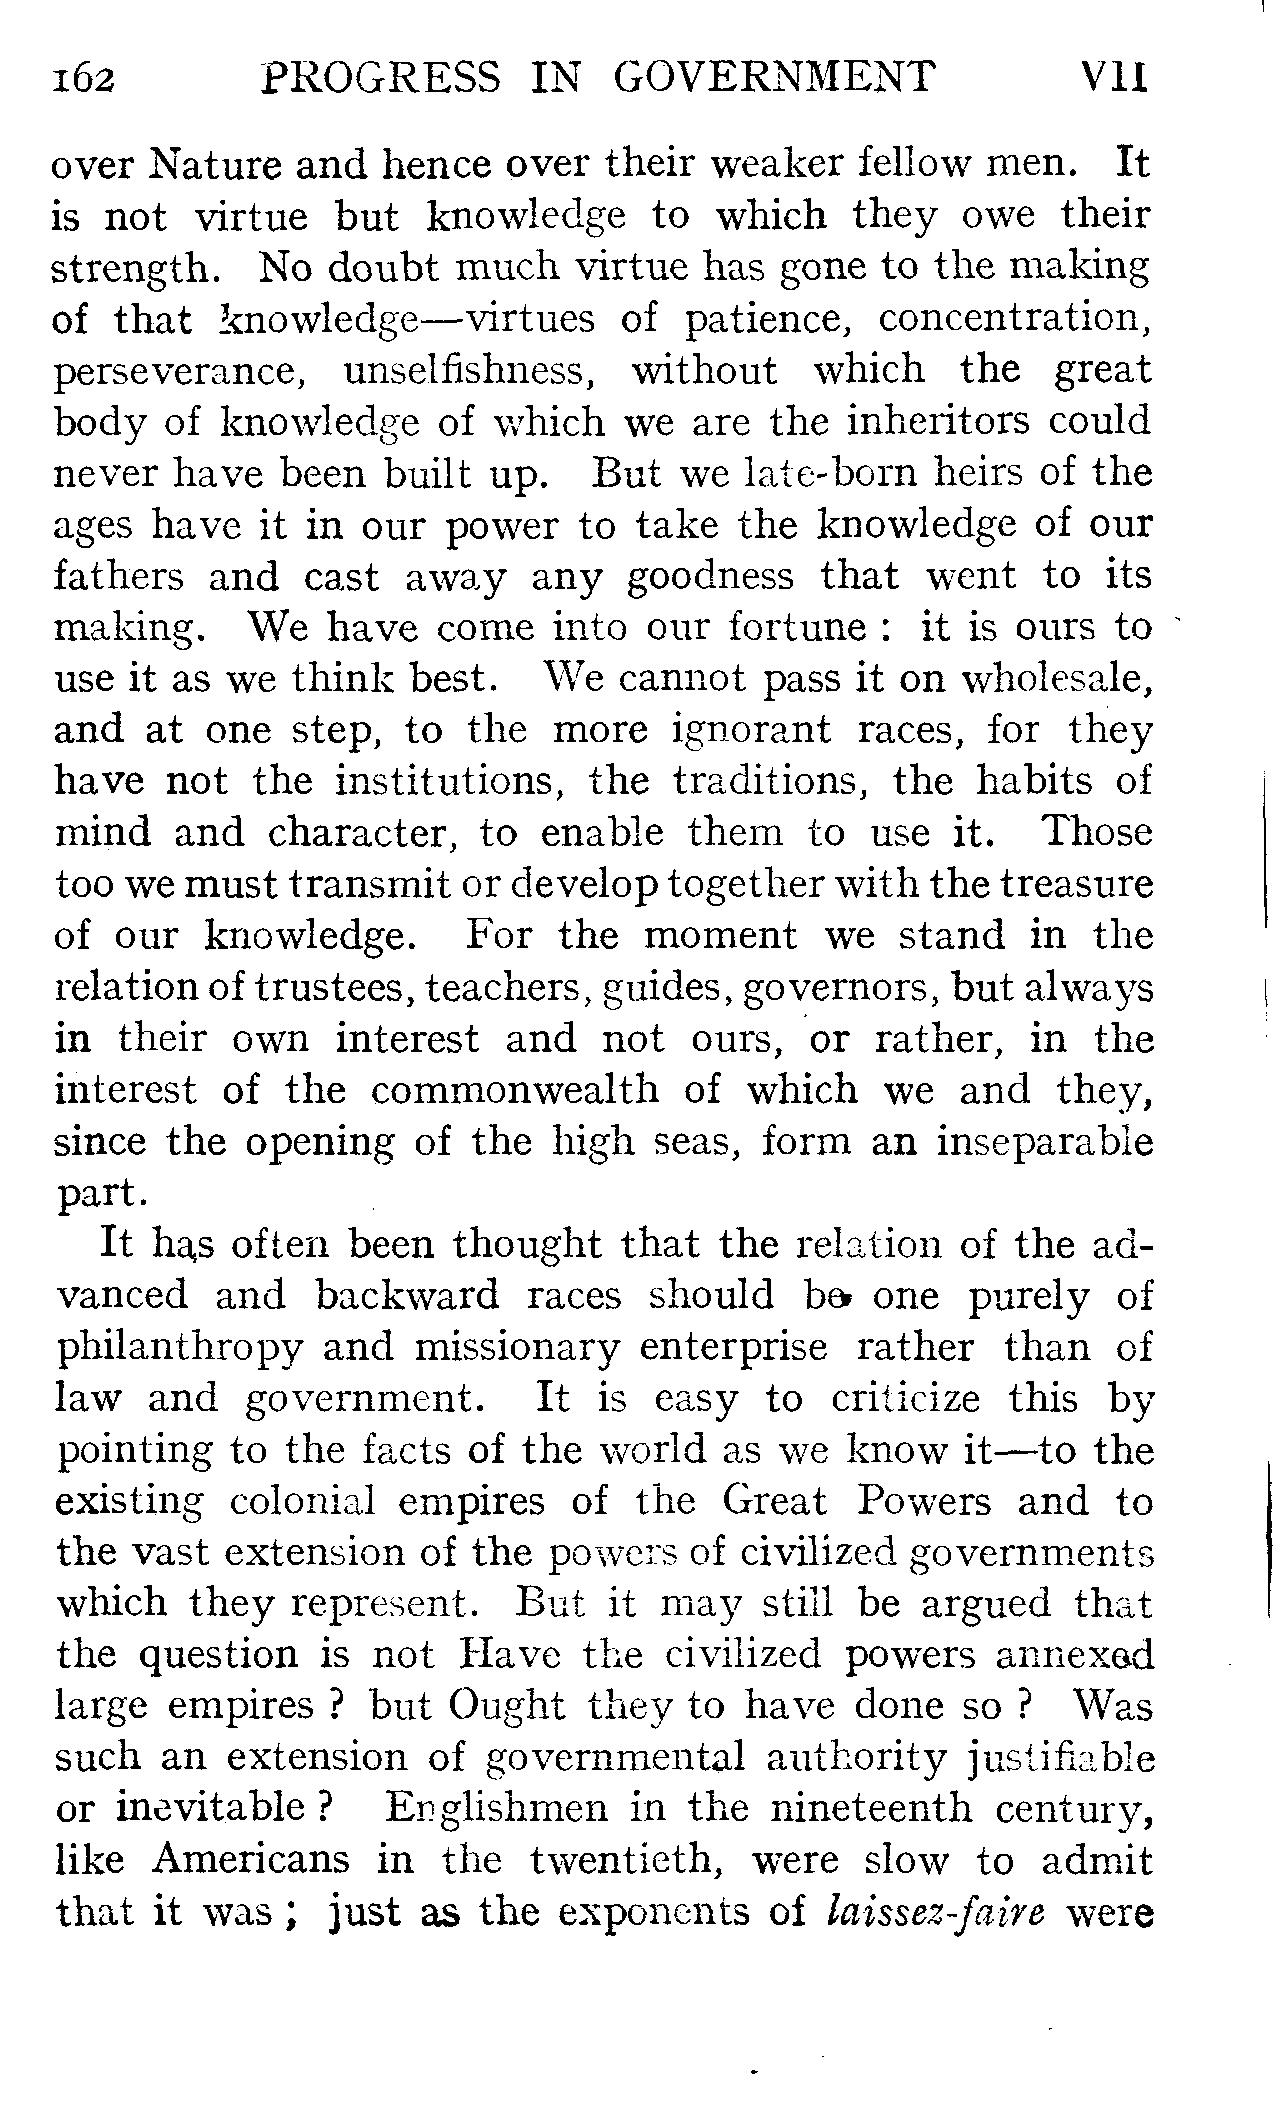 162 PROGRESS IN GOVERNMENT VII
over Nature and hence over their weaker fellow men. It
is not virtue but knowledge to which they owe their
strength. No doubt much virtue has gone to the making
of that knowledge—virtues of patience, concentration,
perseverance, unselfishness, without which the great
body of knowledge of which we are the inheritors could
never have been built up. But we late-born heirs of the
ages have it in our power to take the knowledge of our
fathers and cast away any goodness that went to its
making. We have come into our fortune : it is ours to
use it as we think best. We cannot pass it on wholesale,
and at one step, to the more ignorant races, for they
have not the institutions, the traditions, the habits of
mind and character, to enable them to use it. Those
too we must transmit or develop together with the treasure
of our knowledge. For the moment we stand in the
relation of trustees, teachers, guides, governors, but always
in their own interest and not ours, or rather, in the
interest of the commonwealth of which we and they,
since the opening of the high seas, form an inseparable
part.
It has often been thought that the relation of the ad-
vanced and backward races should be one purely of
philanthropy and missionary enterprise rather than of
law and government. It is easy to criticize this by
pointing to the facts of the world as we know it—to the
existing colonial empires of the Great Powers and to
the vast extension of the powers of civilized governments
which they represent. But it may still be argued that
the question is not Have the civilized powers annexed
large empires ? but Ought they to have done so ? Was
such an extension of governmental authority justifiable
or inevitable ? Englishmen in the nineteenth century,
like Americans in the twentieth, were slow to admit
that it was ; just as the exponents of laissez-faire were